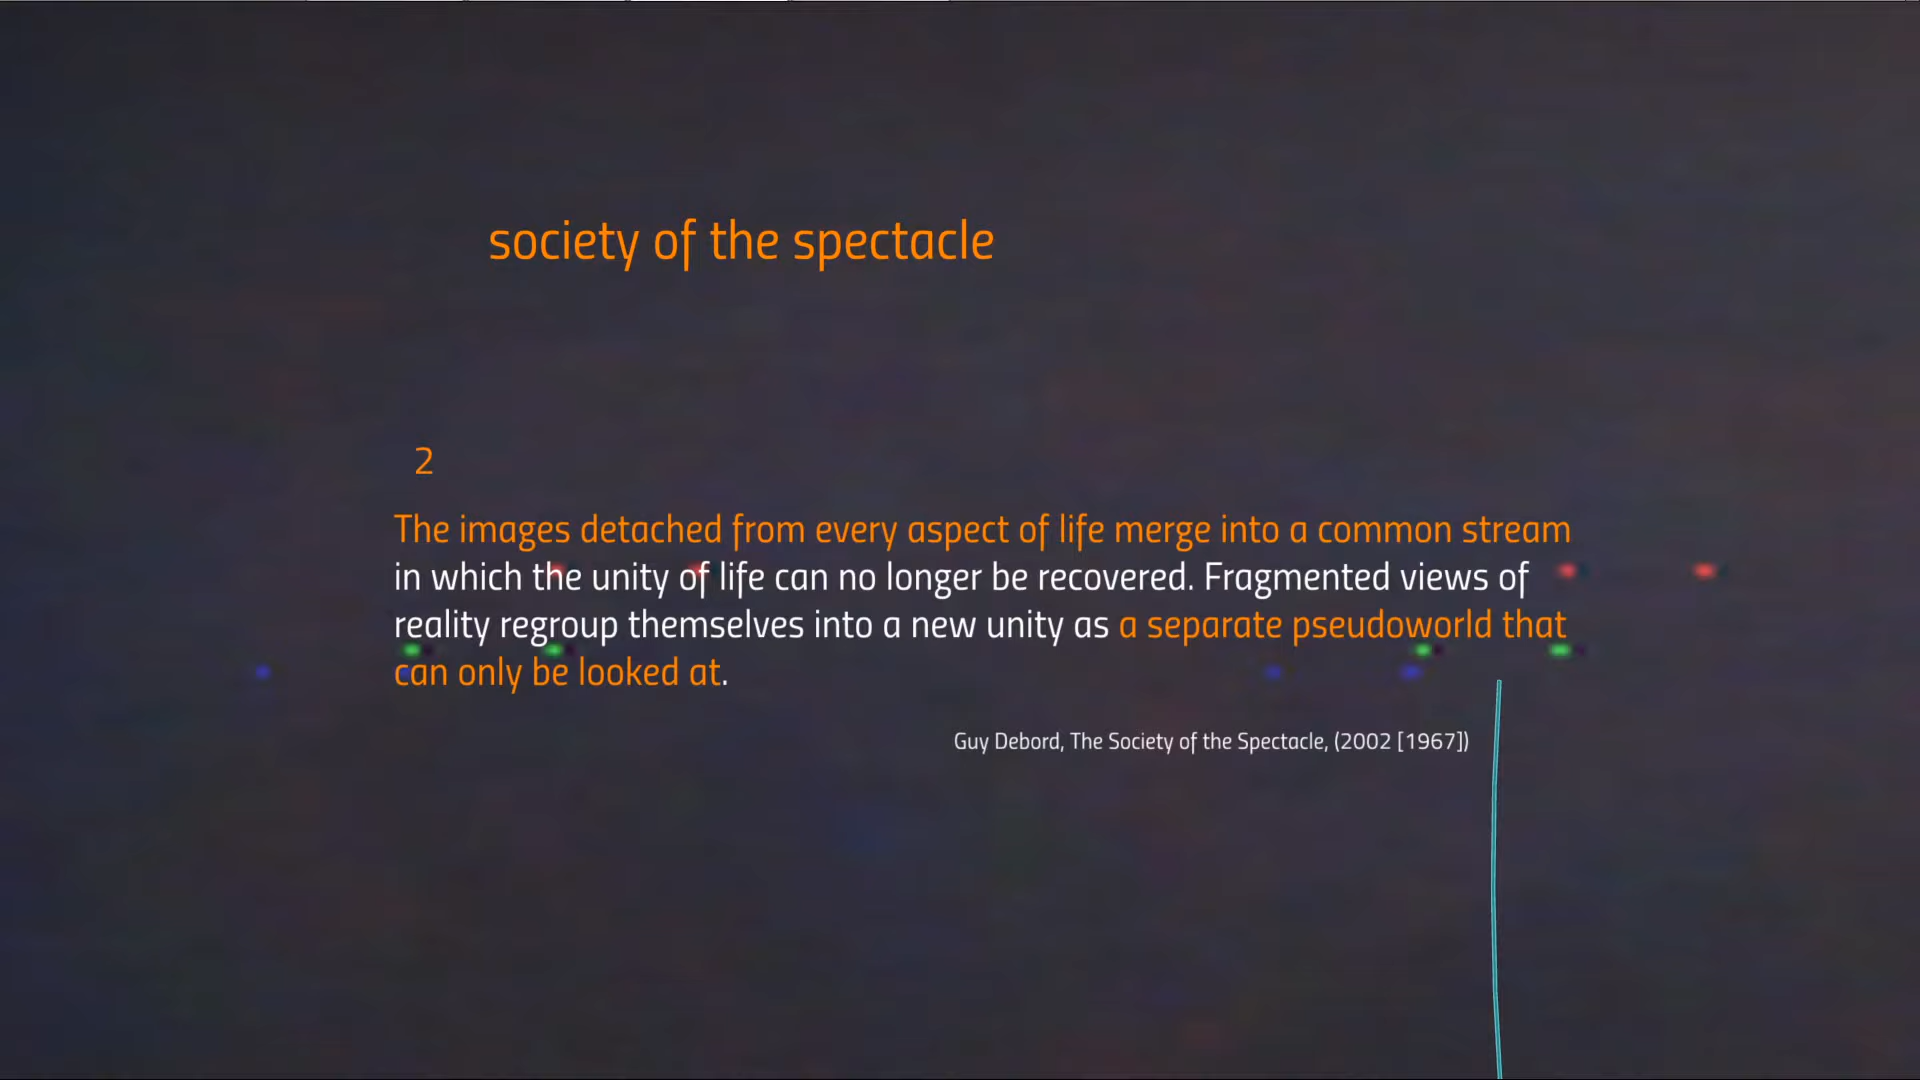 society of the spectacle
2
The images detached from every aspect of life merge into a common stream
in which the unity of life can no longer be recovered. Fragmented views of
reality regroup themselves into a new unity as a separate pseudoworld that
can only be looked at.
Guy Debord, The Society of the Spectacle, (2002 [1967])